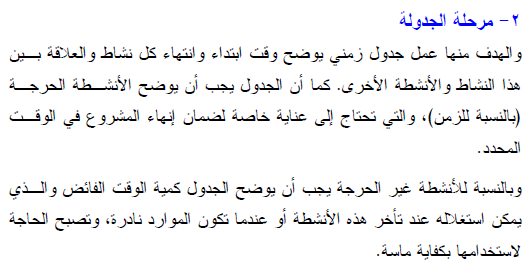 ٢- مرحلة الجدولة
والهدف منها عمل جدول زمني يوضح وقت ابتداء وانتهاء كل نشاط والعلاقة بين
هذا النشاط والأنشطة الأخرى. كما أن الجدول يجب أن يوضح الأنشطة الحرجة
(بالنسبة للزمن)، والتي تحتاج إلى عناية خاصة لضمان إنهاء المشروع في الوقت
المحدد.
وبالنسبة للأنشطة غير الحرجة يجب أن يوضح الجدول كمية الوقت الفائض والذي
يمكن استغلاله عند تأخر هذه الأنشطة أو عندما تكون الموارد نادرة، وتصبح الحاجة
لاستخدامها بكفاية ماسة.